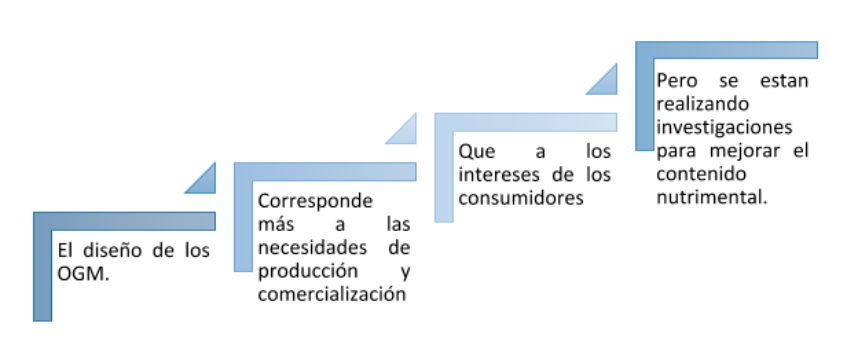 El diseño de los
OGM.
Corresponde
más a las
necesidades de
producción y
comercialización
Que a los
intereses de los
consumidores
Pero se estan
realizando
investigaciones
para mejorar el
contenido
nutrimental.